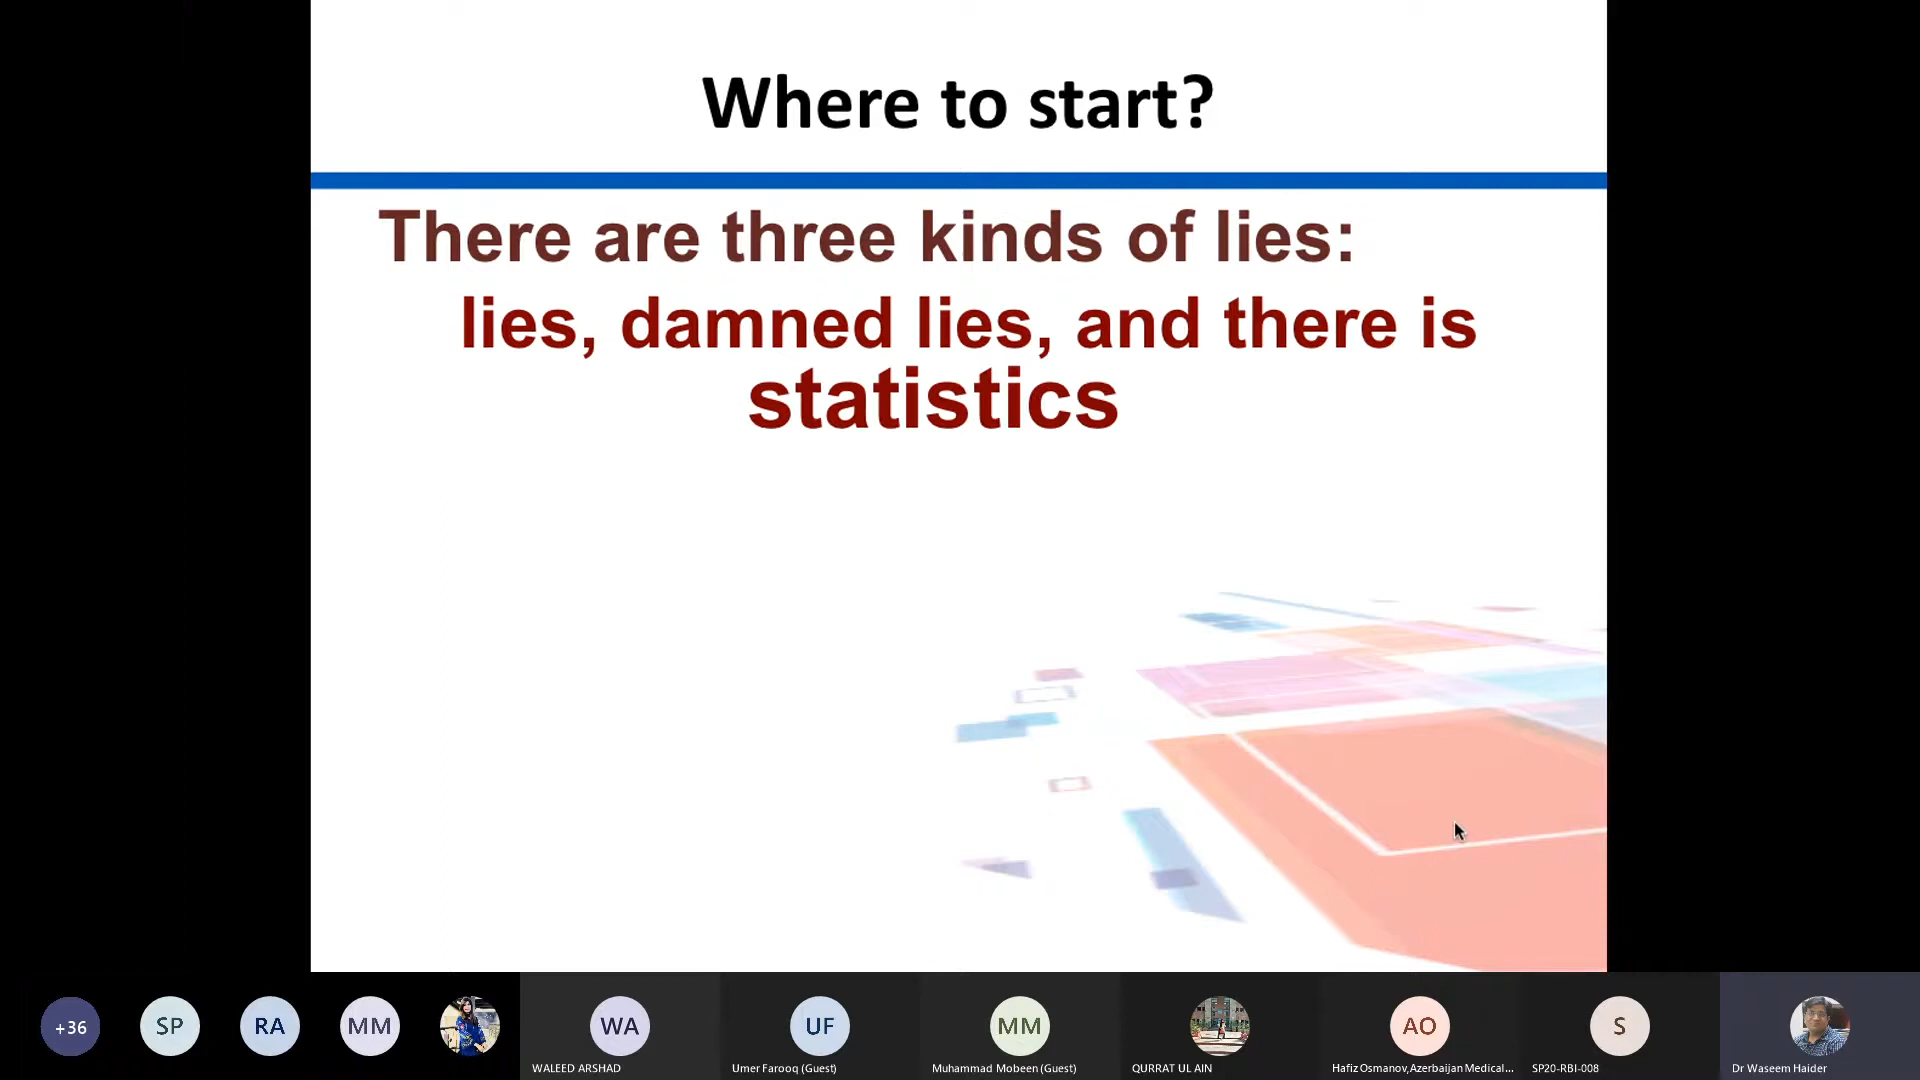 Where to start?
There are three kinds of lies:
lies, damned lies, and there is
statistics
+36
SP
RA
MM
WA
UF
MM
AO
S
WALEED ARSHAD
Umer Farooq (Guest)
Muhammad Mobeen (Guest)
QURRAT UL AIN
Hafiz Osmanov,Azerbaijan Medical...
SP20-RBI-008
Dr Waseem Haider